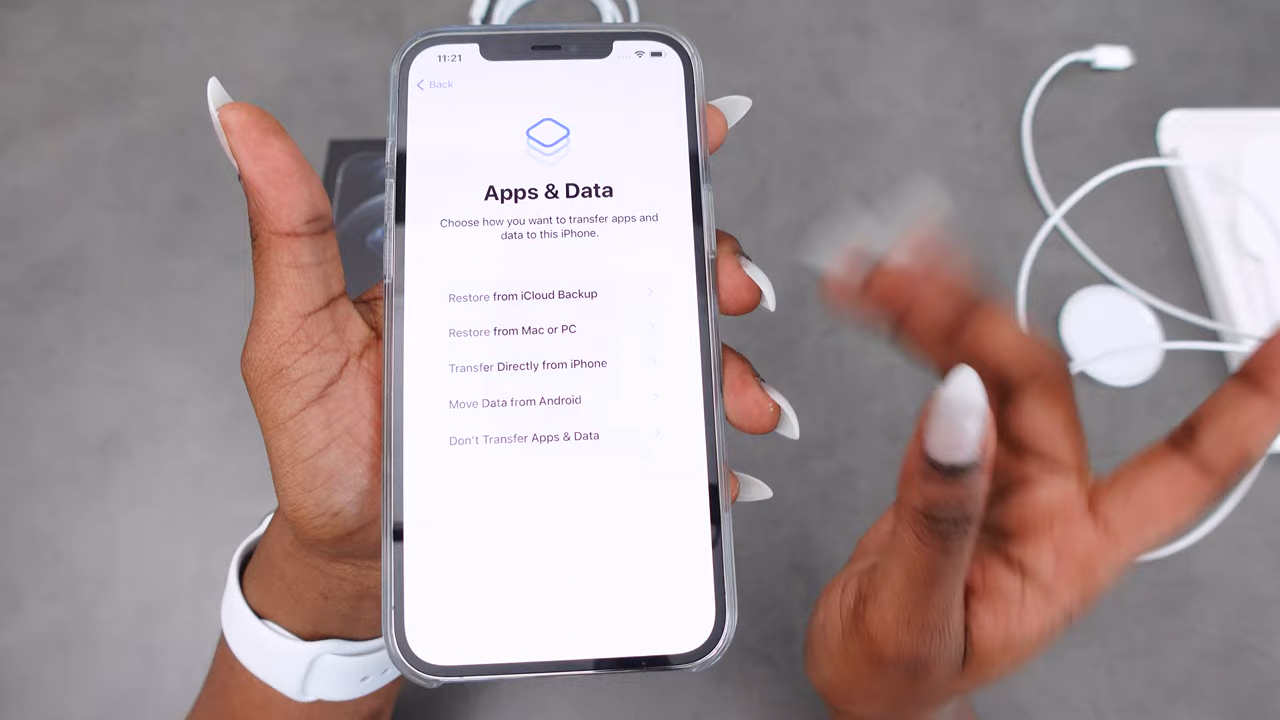 11:21
Back
Apps & Data
Choose how you want to transfer apps and
data to this iPhone.
Restore from iCloud Backup
Restore from Mac or PC
Transfer Directly from iPhone
Move Data from Android
Don't Transfer Apps & Data